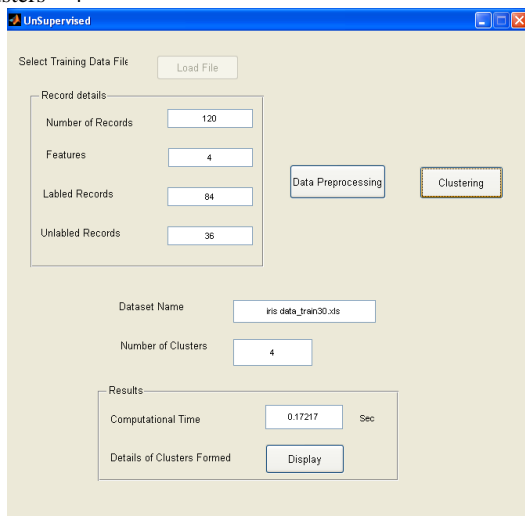 UnSupervised
Select Training Data File
Load File
Record details
Number of Records
120
Features
4
Labled Records
84
Unlabled Records
36
Data Preprocessing
Clustering
Dataset Name
iris data_train30.xls
Number of Clusters
4
Results
Computational Time
0.17217
Sec
Details of Clusters Formed
Display